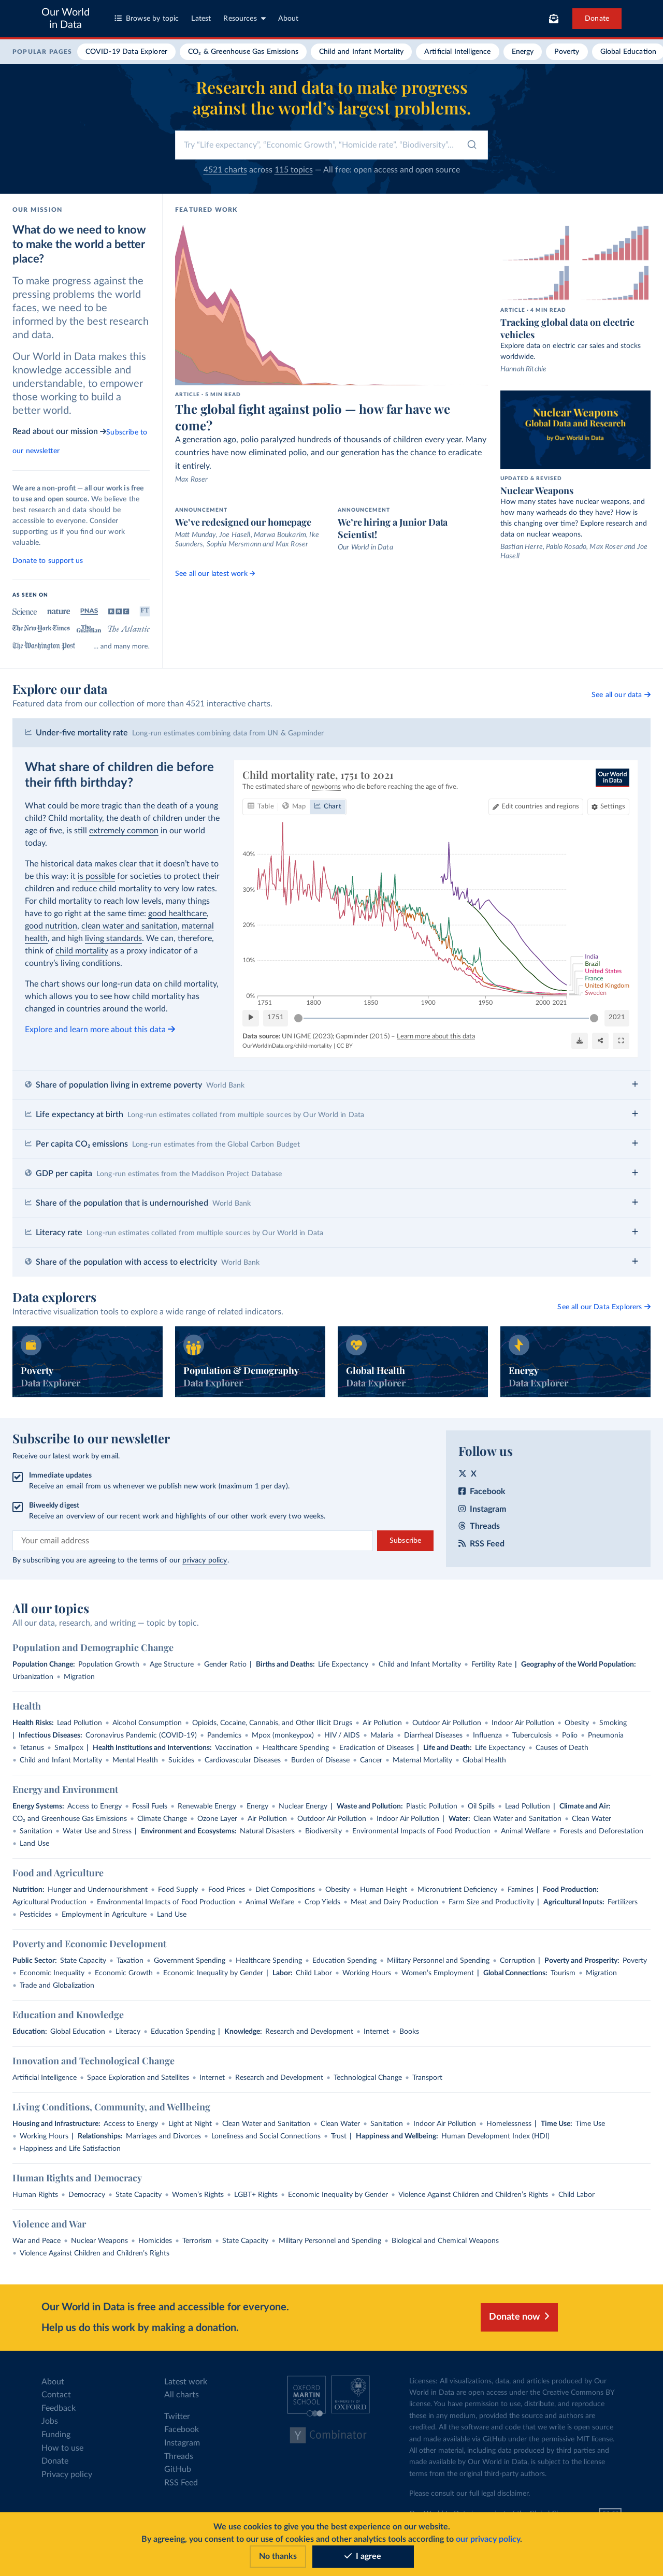 Our World
in Data
Browse by topic
Latest
Resources
About
Donate
POPULAR PAGES
COVID-19 Data Explorer
CO₂ & Greenhouse Gas Emissions
Child and Infant Mortality
Artificial Intelligence
Energy
Poverty
Global Education
Research and data to make progress
against the world's largest problems.
Try "Life expectancy", "Economic Growth", "Homicide rate", "Biodiversity"...
4521 charts across 115 topics — All free: open access and open source
OUR MISSION
What do we need to know
to make the world a better
place?
To make progress against the
pressing problems the world
faces, we need to be
informed by the best research
and data.
Our World in Data makes this
knowledge accessible and
understandable, to empower
those working to build a
better world.
Read about our mission →Subscribe to
our newsletter
We are a non-profit — all our work is free
to use and open source. We believe the
best research and data should be
accessible to everyone. Consider
supporting us if you find our work
valuable.
Donate to support us
AS SEEN ON
Science
nature
PNAS
BBC
FT
The New York Times
The Guardian
The Atlantic
The Washington Post
... and many more.
FEATURED WORK
ARTICLE - 5 MIN READ
The global fight against polio — how far have we
come?
A generation ago, polio paralyzed hundreds of thousands of children every year. Many
countries have now eliminated polio, and our generation has the chance to eradicate
it entirely.
Max Roser
ANNOUNCEMENT
We've redesigned our homepage
Matt Munday, Joe Hasell, Marwa Boukarim, Ike
Saunders, Sophia Mersmann and Max Roser
ANNOUNCEMENT
We're hiring a Junior Data
Scientist!
Our World in Data
See all our latest work →
ARTICLE - 4 MIN READ
Tracking global data on electric
vehicles
Explore data on electric car sales and stocks
worldwide.
Hannah Ritchie
Nuclear Weapons
Global Data and Research
by Our World in Data
UPDATED & REVISED
Nuclear Weapons
How many states have nuclear weapons, and
how many warheads do they have? How is
this changing over time? Explore research and
data on nuclear weapons.
Bastian Herre, Pablo Rosado, Max Roser and Joe
Hasell
Explore our data
Featured data from our collection of more than 4521 interactive charts.
See all our data →
Under-five mortality rate Long-run estimates combining data from UN & Gapminder
What share of children die before
their fifth birthday?
What could be more tragic than the death of a young
child? Child mortality, the death of children under the
age of five, is still extremely common in our world
today.
The historical data makes clear that it doesn't have to
be this way: it is possible for societies to protect their
children and reduce child mortality to very low rates.
For child mortality to reach low levels, many things
have to go right at the same time: good healthcare,
good nutrition, clean water and sanitation, maternal
health, and high living standards. We can, therefore,
think of child mortality as a proxy indicator of a
country's living conditions.
The chart shows our long-run data on child mortality,
which allows you to see how child mortality has
changed in countries around the world.
Explore and learn more about this data →
Child mortality rate, 1751 to 2021
The estimated share of newborns who die before reaching the age of five.
Our World
in Data
Table
Map
Chart
Edit countries and regions
Settings
40%
30%
20%
10%
0%
1751
1800
1850
1900
1950
2000 2021
India
Brazil
United States
France
United Kingdom
Sweden
1751
2021
Data source: UN IGME (2023); Gapminder (2015) – Learn more about this data
OurWorldInData.org/child-mortality | CC BY
Share of population living in extreme poverty World Bank
+
Life expectancy at birth Long-run estimates collated from multiple sources by Our World in Data
+
Per capita CO₂ emissions Long-run estimates from the Global Carbon Budget
+
GDP per capita Long-run estimates from the Maddison Project Database
+
Share of the population that is undernourished World Bank
+
Literacy rate Long-run estimates collated from multiple sources by Our World in Data
+
Share of the population with access to electricity World Bank
+
Data explorers
Interactive visualization tools to explore a wide range of related indicators.
See all our Data Explorers →
Poverty
Data Explorer
Population & Demography
Data Explorer
Global Health
Data Explorer
Energy
Data Explorer
Subscribe to our newsletter
Receive our latest work by email.
Immediate updates
Receive an email from us whenever we publish new work (maximum 1 per day).
Biweekly digest
Receive an overview of our recent work and highlights of our other work every two weeks.
Your email address
Subscribe
By subscribing you are agreeing to the terms of our privacy policy.
Follow us
X
Facebook
Instagram
Threads
RSS Feed
All our topics
All our data, research, and writing — topic by topic.
Population and Demographic Change
Population Change: Population Growth • Age Structure • Gender Ratio | Births and Deaths: Life Expectancy • Child and Infant Mortality • Fertility Rate | Geography of the World Population:
Urbanization • Migration
Health
Health Risks: Lead Pollution • Alcohol Consumption • Opioids, Cocaine, Cannabis, and Other Illicit Drugs • Air Pollution • Outdoor Air Pollution • Indoor Air Pollution • Obesity • Smoking
| Infectious Diseases: Coronavirus Pandemic (COVID-19) • Pandemics • Mpox (monkeypox) • HIV / AIDS • Malaria • Diarrheal Diseases • Influenza • Tuberculosis • Polio • Pneumonia
• Tetanus • Smallpox | Health Institutions and Interventions: Vaccination • Healthcare Spending • Eradication of Diseases | Life and Death: Life Expectancy • Causes of Death
• Child and Infant Mortality • Mental Health • Suicides • Cardiovascular Diseases • Burden of Disease • Cancer • Maternal Mortality • Global Health
Energy and Environment
Energy Systems: Access to Energy • Fossil Fuels • Renewable Energy • Energy • Nuclear Energy | Waste and Pollution: Plastic Pollution • Oil Spills • Lead Pollution | Climate and Air:
CO₂ and Greenhouse Gas Emissions • Climate Change • Ozone Layer • Air Pollution • Outdoor Air Pollution • Indoor Air Pollution | Water: Clean Water and Sanitation • Clean Water
• Sanitation • Water Use and Stress | Environment and Ecosystems: Natural Disasters • Biodiversity • Environmental Impacts of Food Production • Animal Welfare • Forests and Deforestation
• Land Use
Food and Agriculture
Nutrition: Hunger and Undernourishment • Food Supply • Food Prices • Diet Compositions • Obesity • Human Height • Micronutrient Deficiency • Famines | Food Production:
Agricultural Production • Environmental Impacts of Food Production • Animal Welfare • Crop Yields • Meat and Dairy Production • Farm Size and Productivity | Agricultural Inputs: Fertilizers
• Pesticides • Employment in Agriculture • Land Use
Poverty and Economic Development
Public Sector: State Capacity • Taxation • Government Spending • Healthcare Spending • Education Spending • Military Personnel and Spending • Corruption | Poverty and Prosperity: Poverty
• Economic Inequality • Economic Growth • Economic Inequality by Gender | Labor: Child Labor • Working Hours • Women's Employment | Global Connections: Tourism • Migration
• Trade and Globalization
Education and Knowledge
Education: Global Education • Literacy • Education Spending | Knowledge: Research and Development • Internet • Books
Innovation and Technological Change
Artificial Intelligence • Space Exploration and Satellites • Internet • Research and Development • Technological Change • Transport
Living Conditions, Community, and Wellbeing
Housing and Infrastructure: Access to Energy • Light at Night • Clean Water and Sanitation • Clean Water • Sanitation • Indoor Air Pollution • Homelessness | Time Use: Time Use
• Working Hours | Relationships: Marriages and Divorces • Loneliness and Social Connections • Trust | Happiness and Wellbeing: Human Development Index (HDI)
• Happiness and Life Satisfaction
Human Rights and Democracy
Human Rights • Democracy • State Capacity • Women's Rights • LGBT+ Rights • Economic Inequality by Gender • Violence Against Children and Children's Rights • Child Labor
Violence and War
War and Peace • Nuclear Weapons • Homicides • Terrorism • State Capacity • Military Personnel and Spending • Biological and Chemical Weapons
• Violence Against Children and Children's Rights
Our World in Data is free and accessible for everyone.
Help us do this work by making a donation.
Donate now
About
Contact
Feedback
Jobs
Funding
How to use
Donate
Privacy policy
Latest work
All charts
Twitter
Facebook
Instagram
Threads
GitHub
RSS Feed
OXFORD
MARTIN
SCHOOL
UNIVERSITY OF
OXFORD
Y Combinator
Licenses: All visualizations, data, and articles produced by Our
World in Data are open access under the Creative Commons BY
license. You have permission to use, distribute, and reproduce
these in any medium, provided the source and authors are
credited. All the software and code that we write is open source
and made available via GitHub under the permissive MIT license.
All other material, including data produced by third parties and
made available by Our World in Data, is subject to the license
terms from the original third-party authors.
Please consult our full legal disclaimer.
We use cookies to give you the best experience on our website.
By agreeing, you consent to our use of cookies and other analytics tools according to our privacy policy.
No thanks
I agree